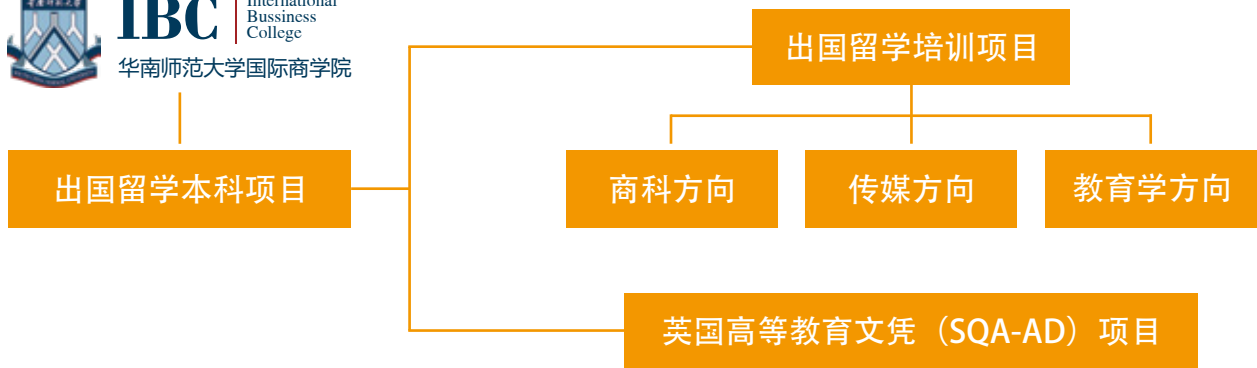 IBC
International
Bussiness
College
华南师范大学国际商学院
出国留学培训项目
出国留学本科项目
商科方向
传媒方向
教育学方向
英国高等教育文凭（SQA-AD）项目